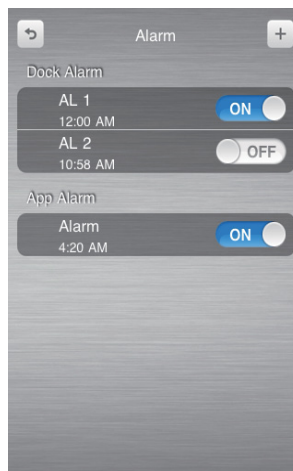 Alarm
+
Dock Alarm
AL 1
ON
12:00 AM
AL 2
OFF
10:58 AM
App Alarm
Alarm
ON
4:20 AM